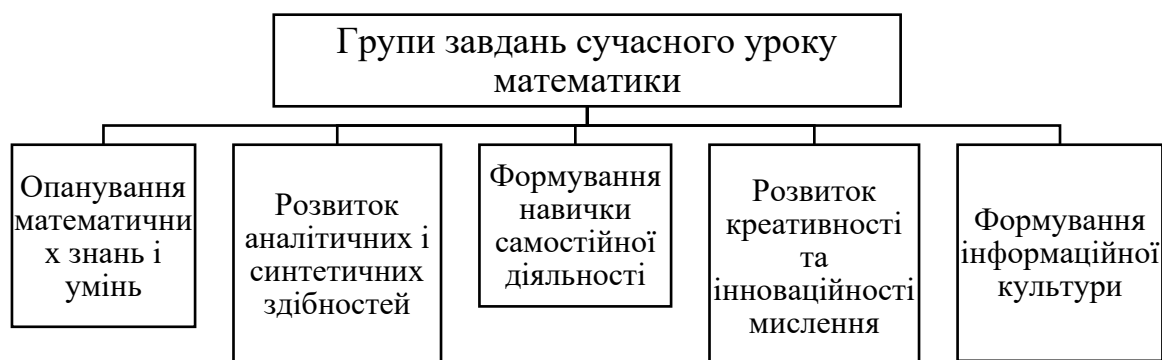 Групи завдань сучасного уроку
математики
Опанування
математични
х знань і
умінь
Розвиток
аналітичних і
синтетичних
здібностей
Формування
навички
самостійної
діяльності
Розвиток
креативності
та
інноваційності
мислення
Формування
інформаційної
культури